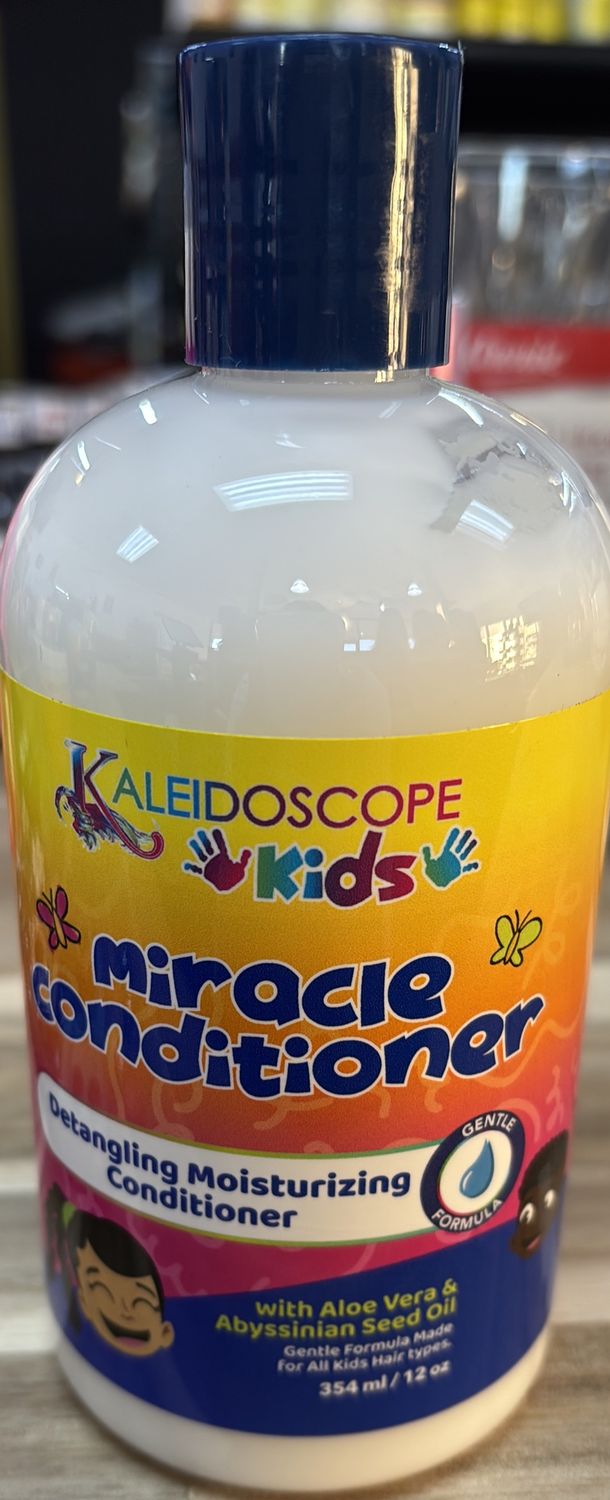 KALEIDOSCOPE
Kids
Miracle
Conditioner
Detangling Moisturizing
Conditioner
GENTLE
FORMULA
with Aloe Vera &
Abyssinian Seed Oil
Gentle Formula Made
for All Kids Hair types.
354 ml / 12 oz